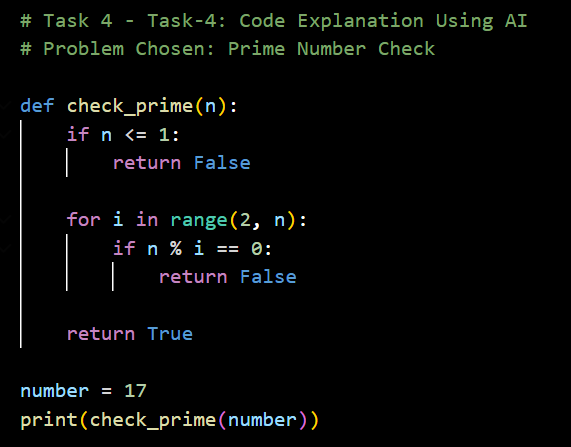 # Task 4 - Task-4: Code Explanation Using AI
# Problem Chosen: Prime Number Check

def check_prime(n):
    if n <= 1:
        return False

    for i in range(2, n):
        if n % i == 0:
            return False

    return True

number = 17
print(check_prime(number))